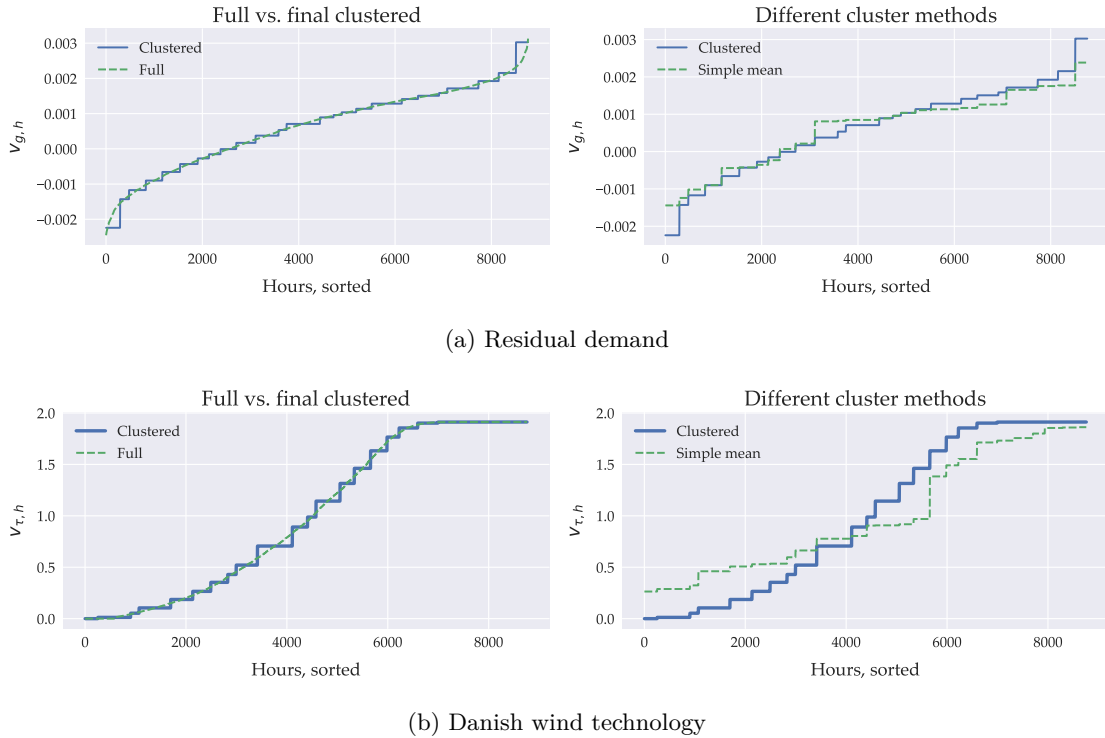 Full vs. final clustered
Clustered
Full
0.003
0.002
0.001
0.000
−0.001
−0.002
v_{g, h}
0 2000 4000 6000 8000
Hours, sorted
Different cluster methods
Clustered
Simple mean
0.003
0.002
0.001
0.000
−0.001
−0.002
v_{g, h}
0 2000 4000 6000 8000
Hours, sorted
(a) Residual demand
Full vs. final clustered
Clustered
Full
2.0
1.5
1.0
0.5
0.0
v_{τ, h}
0 2000 4000 6000 8000
Hours, sorted
Different cluster methods
Clustered
Simple mean
2.0
1.5
1.0
0.5
0.0
v_{τ, h}
0 2000 4000 6000 8000
Hours, sorted
(b) Danish wind technology